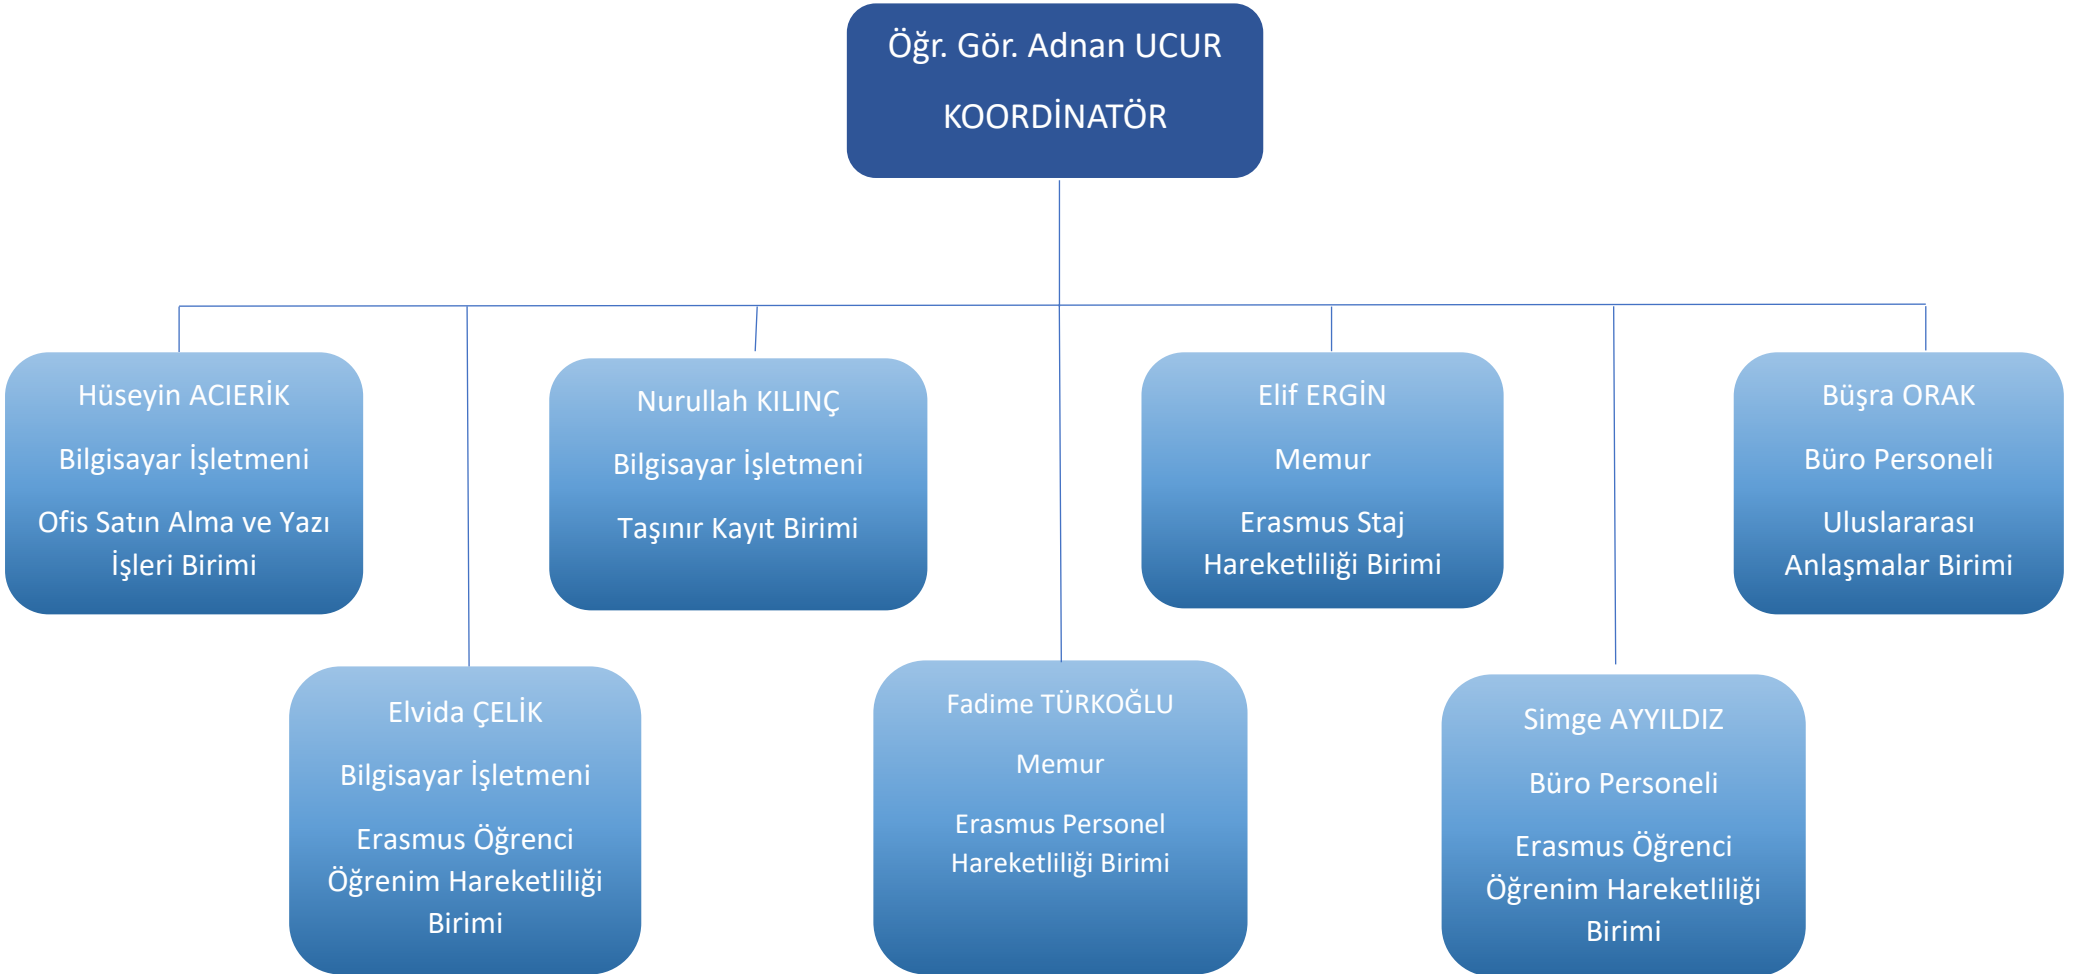 Öğr. Gör. Adnan UCUR
KOORDİNATÖR
Hüseyin ACIERİK
Bilgisayar İşletmeni
Ofis Satın Alma ve Yazı
İşleri Birimi
Nurullah KILINÇ
Bilgisayar İşletmeni
Taşınır Kayıt Birimi
Elif ERGİN
Memur
Erasmus Staj
Hareketliliği Birimi
Büşra ORAK
Büro Personeli
Uluslararası
Anlaşmalar Birimi
Elvida ÇELİK
Bilgisayar İşletmeni
Erasmus Öğrenci
Öğrenim Hareketliliği
Birimi
Fadime TÜRKOĞLU
Memur
Erasmus Personel
Hareketliliği Birimi
Simge AYYILDIZ
Büro Personeli
Erasmus Öğrenci
Öğrenim Hareketliliği
Birimi